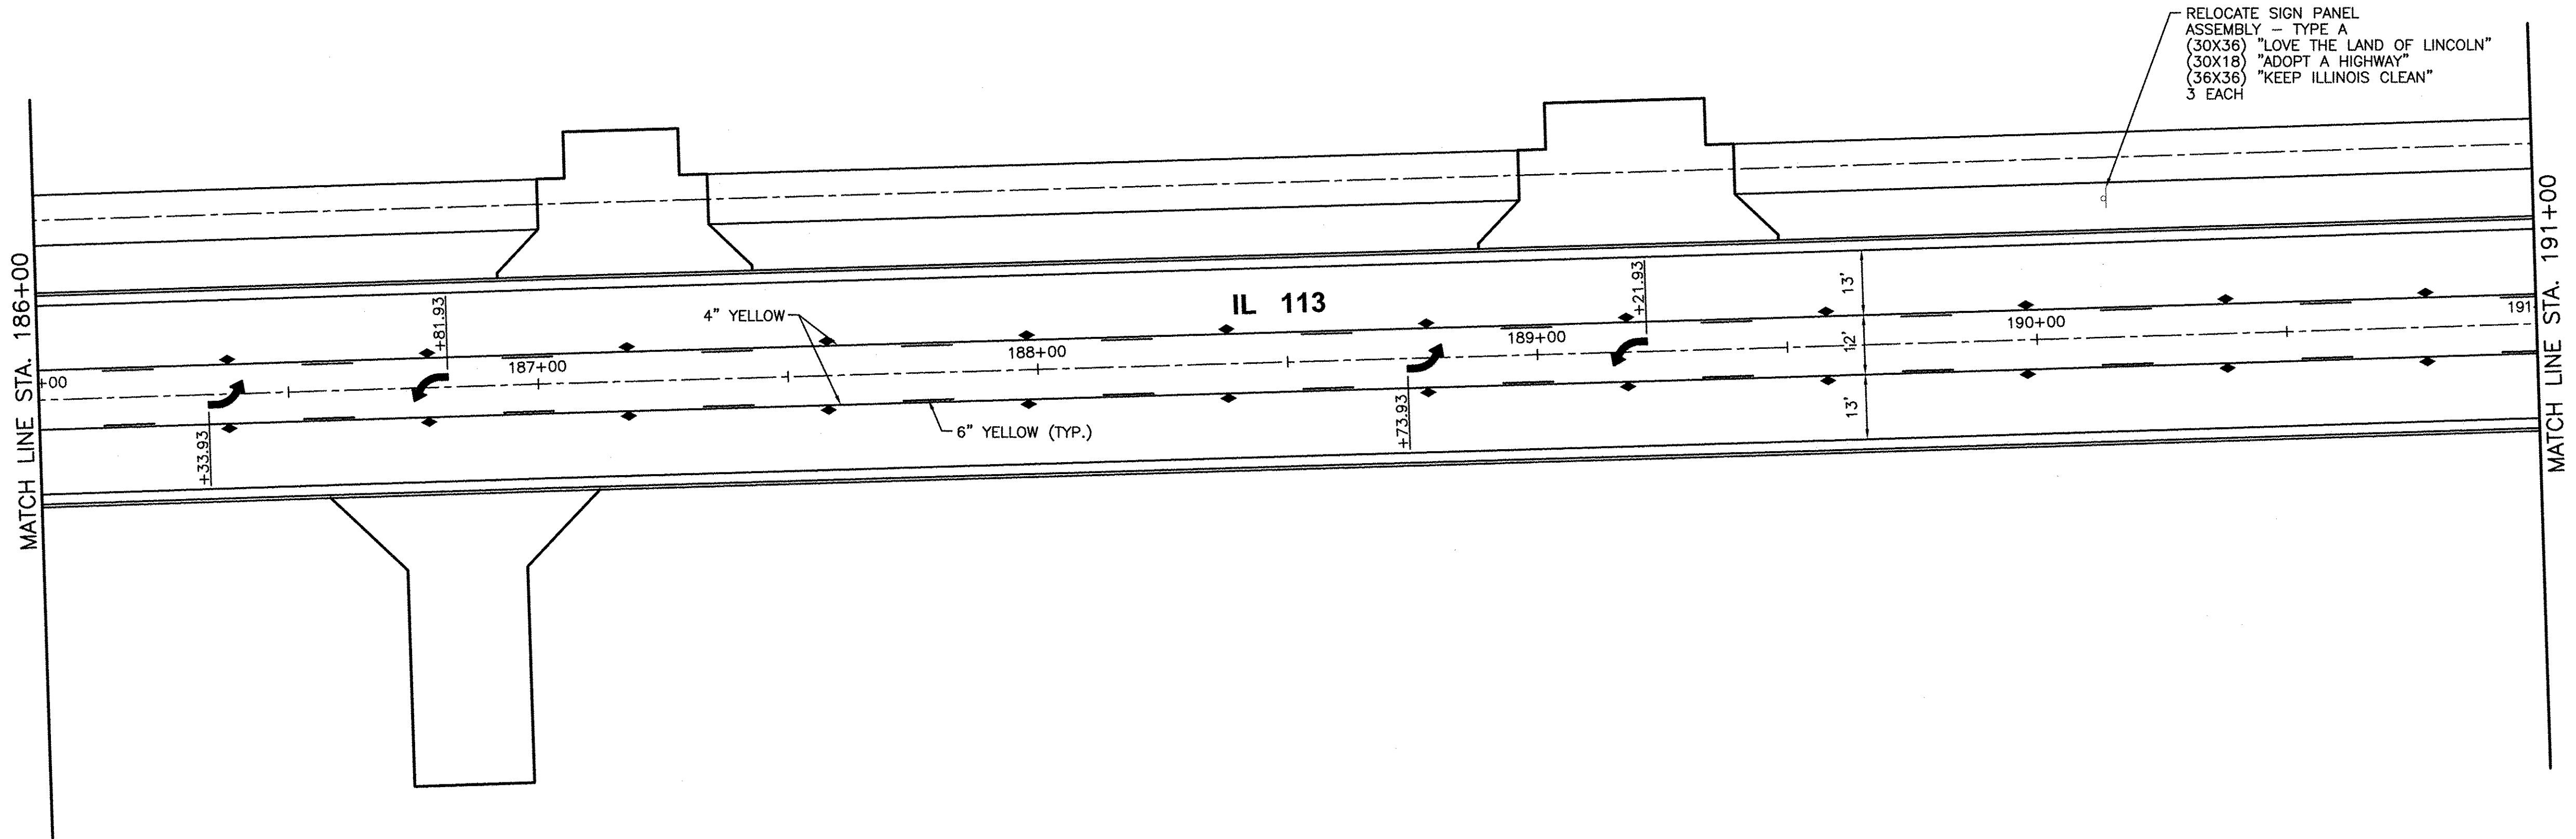 RELOCATE SIGN PANEL
ASSEMBLY – TYPE A
(30X36) "LOVE THE LAND OF LINCOLN"
(30X18) "ADOPT A HIGHWAY"
(36X36) "KEEP ILLINOIS CLEAN"
3 EACH
MATCH LINE STA. 186+00
MATCH LINE STA. 191+00
IL 113
+81.93
+21.93
4" YELLOW
13'
12'
13'
+00
187+00
188+00
189+00
190+00
191
+33.93
+73.93
6" YELLOW (TYP.)